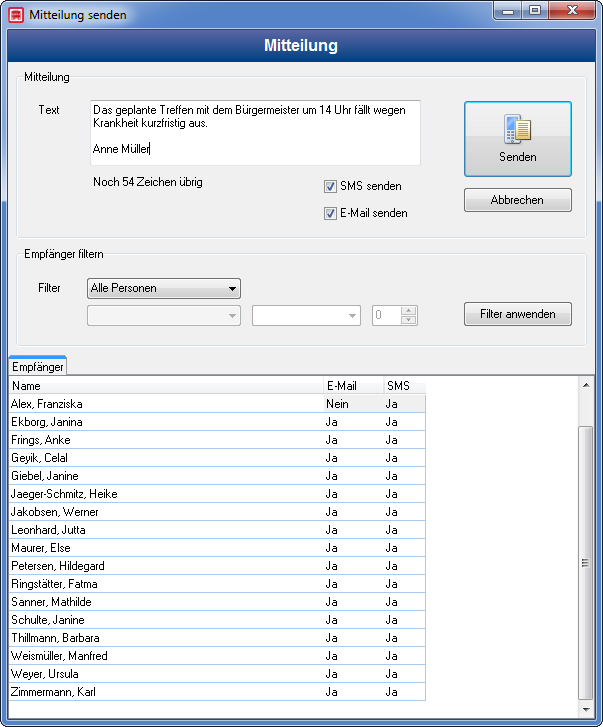 Mitteilung senden
Mitteilung
Mitteilung
Text
Das geplante Treffen mit dem Bürgermeister um 14 Uhr fällt wegen
Krankheit kurzfristig aus.
Anne Müller
Senden
Noch 54 Zeichen übrig
SMS senden
Abbrechen
E-Mail senden
Empfänger filtern
Filter
Alle Personen
0
Filter anwenden
Empfänger
Name E-Mail SMS
Alex, Franziska Nein Ja
Ekborg, Janina Ja Ja
Frings, Anke Ja Ja
Geyik, Celal Ja Ja
Giebel, Janine Ja Ja
Jaeger-Schmitz, Heike Ja Ja
Jakobsen, Werner Ja Ja
Leonhard, Jutta Ja Ja
Maurer, Else Ja Ja
Petersen, Hildegard Ja Ja
Ringstätter, Fatma Ja Ja
Sanner, Mathilde Ja Ja
Schulte, Janine Ja Ja
Thillmann, Barbara Ja Ja
Weismüller, Manfred Ja Ja
Weyer, Ursula Ja Ja
Zimmermann, Karl Ja Ja